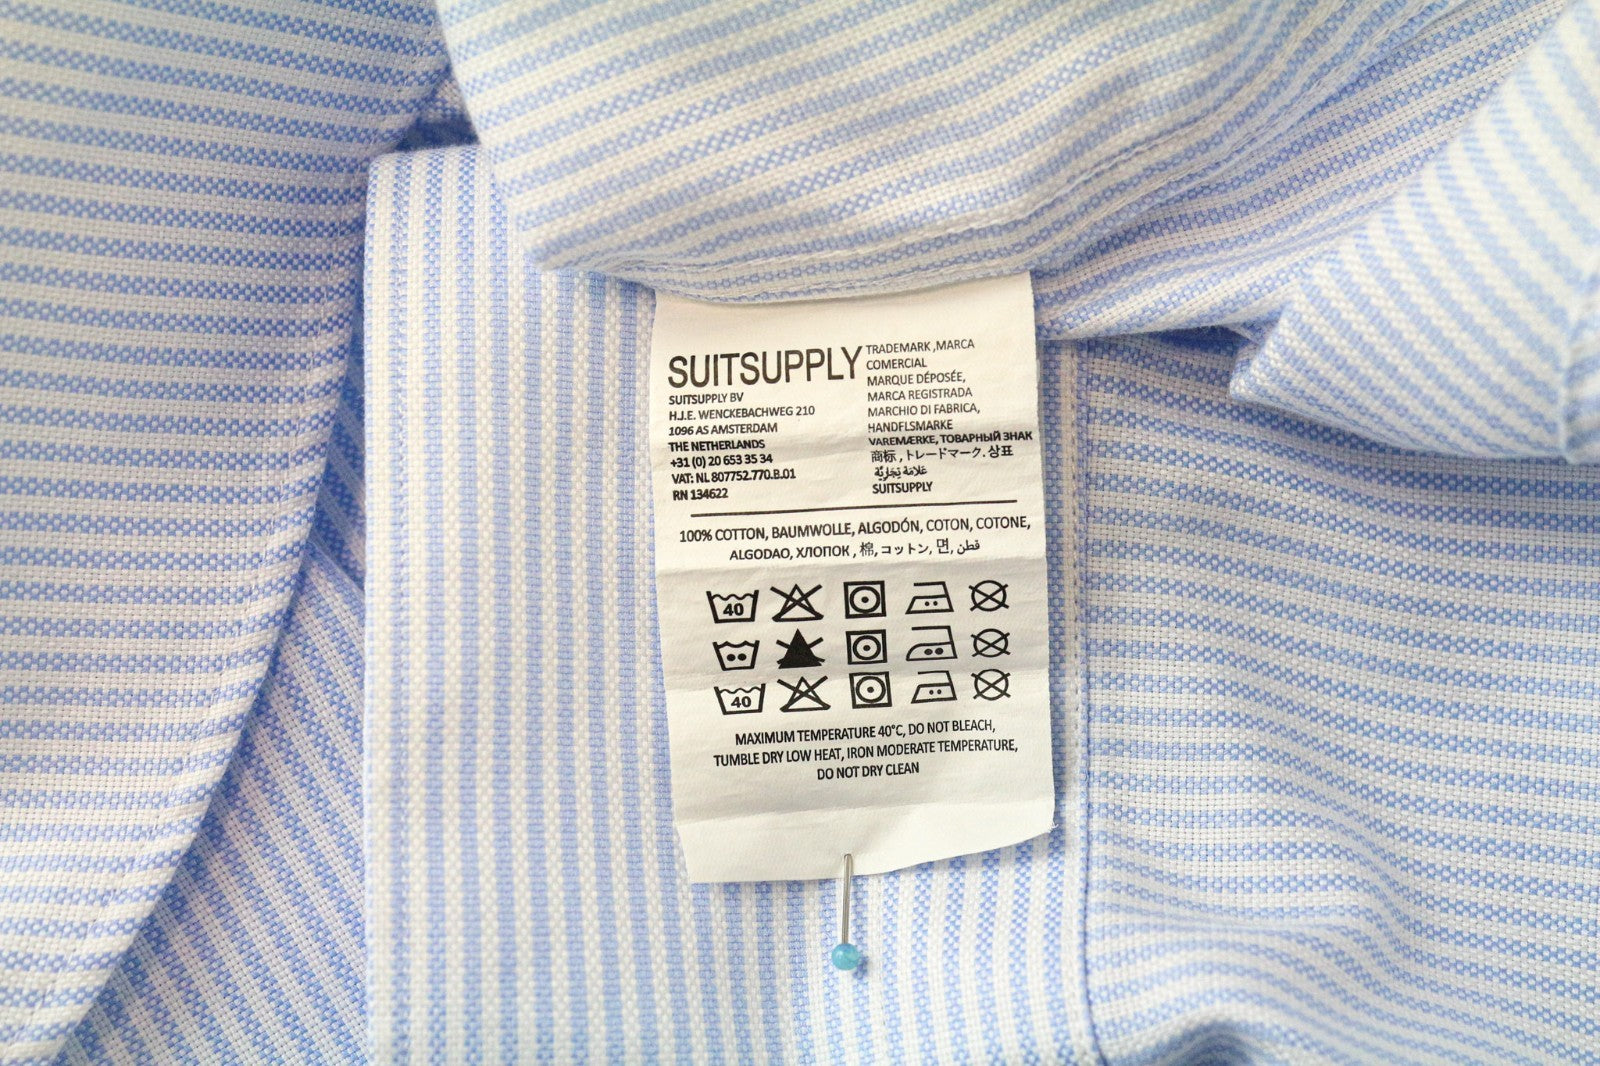 SUITSUPPLY
SUITSUPPLY BV
H.J.E. WENCKEBACHWEG 210
1096 AS AMSTERDAM
THE NETHERLANDS
+31 (0) 20 653 35 34
VAT: NL 807752.770.B.01
RN 134622
TRADEMARK ,MARCA
COMERCIAL
MARQUE DÉPOSÉE,
MARCA REGISTRADA
MARCHIO DI FABRICA,
HANDFLSMARKE
VAREMÆRKE, ТОВАРНЫЙ ЗНАК
商标 , トレードマーク. 상표
علامة تجارية
SUITSUPPLY
100% COTTON, BAUMWOLLE, ALGODÓN, COTON, COTONE,
ALGODAO, ХЛОПОК , 棉, コットン, 면, قطن
40
40
MAXIMUM TEMPERATURE 40°C, DO NOT BLEACH,
TUMBLE DRY LOW HEAT, IRON MODERATE TEMPERATURE,
DO NOT DRY CLEAN